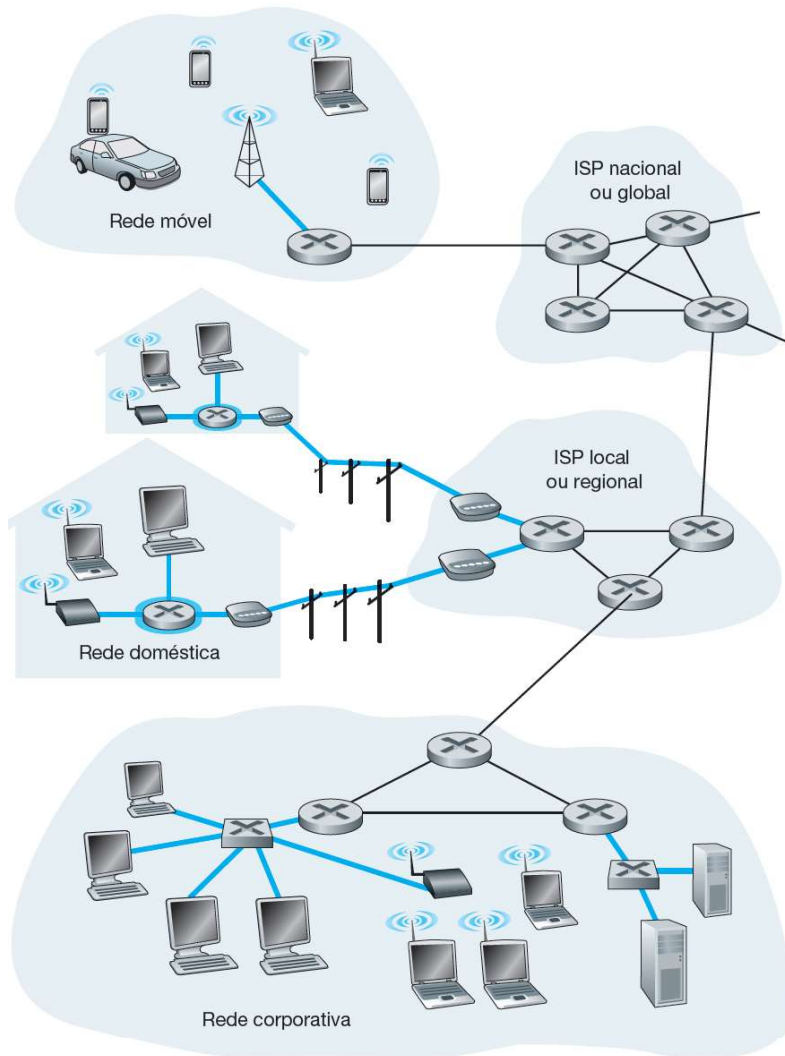 ISP nacional
ou global
Rede móvel
ISP local
ou regional
Rede doméstica
Rede corporativa